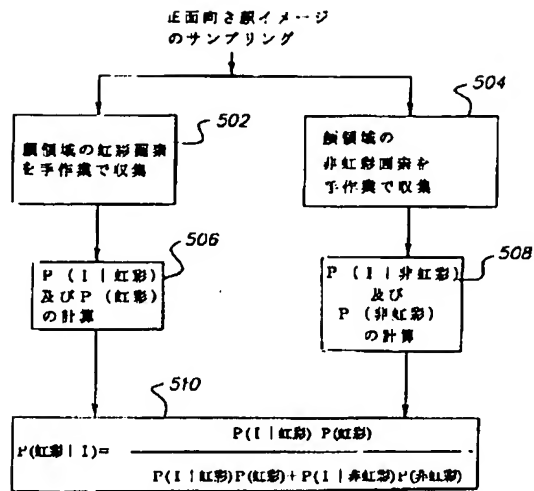 正面向き顔イメージ
のサンプリング
502
504
顔領域の虹彩画素
を手作業で収集
顔領域の
非虹彩画素を
手作業で収集
506
508
P (I | 虹彩)
及び P (虹彩)
の計算
P (I | 非虹彩)
及び
P (非虹彩)
の計算
510
P(I | 虹彩) P(虹彩)
P(虹彩 | I)=
P(I | 虹彩)P(虹彩)+P(I | 非虹彩)P(非虹彩)